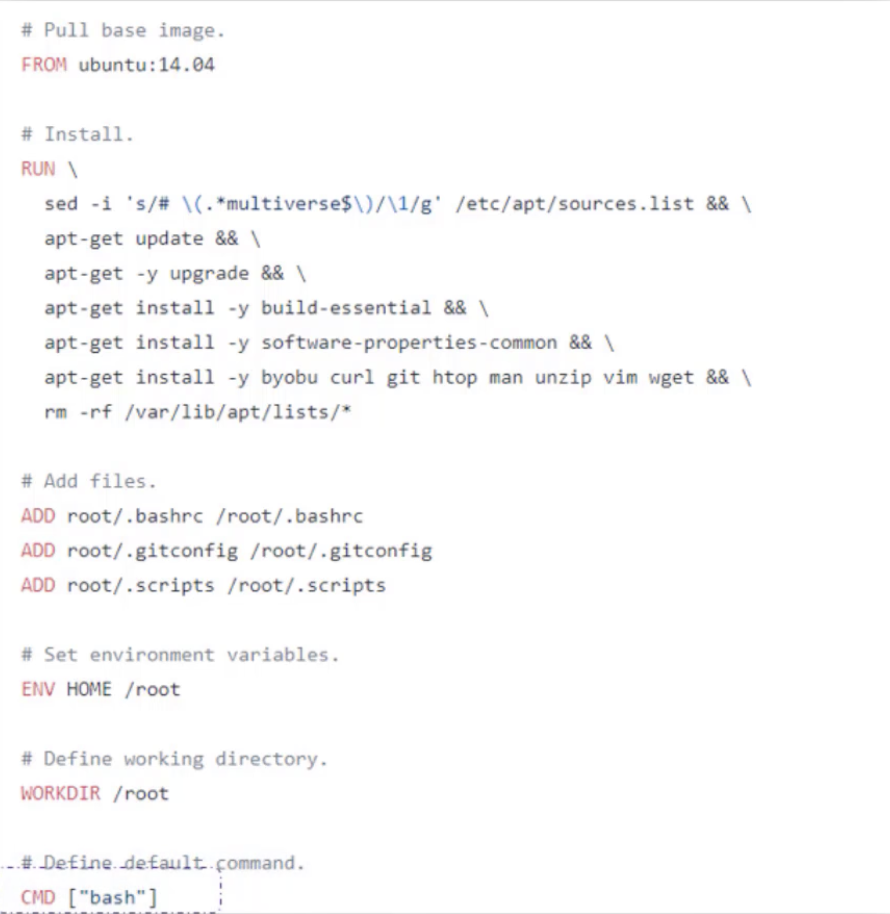 # Pull base image.
FROM ubuntu:14.04
# Install.
RUN \
sed -i 's/# \(.*multiverse$\)/\1/g' /etc/apt/sources.list && \
apt-get update && \
apt-get -y upgrade && \
apt-get install -y build-essential && \
apt-get install -y software-properties-common && \
apt-get install -y byobu curl git htop man unzip vim wget && \
rm -rf /var/lib/apt/lists/*
# Add files.
ADD root/.bashrc /root/.bashrc
ADD root/.gitconfig /root/.gitconfig
ADD root/.scripts /root/.scripts
# Set environment variables.
ENV HOME /root
# Define working directory.
WORKDIR /root
# Define default command.
CMD ["bash"]